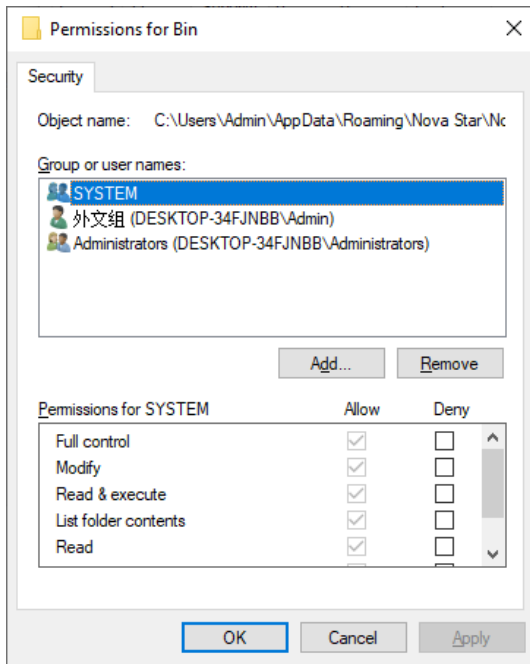 Permissions for Bin
Security
Object name: C:\Users\Admin\AppData\Roaming\Nova Star\Nc
Group or user names:
SYSTEM
外文组 (DESKTOP-34FJNBB\Admin)
Administrators (DESKTOP-34FJNBB\Administrators)
Add... Remove
Permissions for SYSTEM Allow Deny
Full control
Modify
Read & execute
List folder contents
Read
OK Cancel Apply